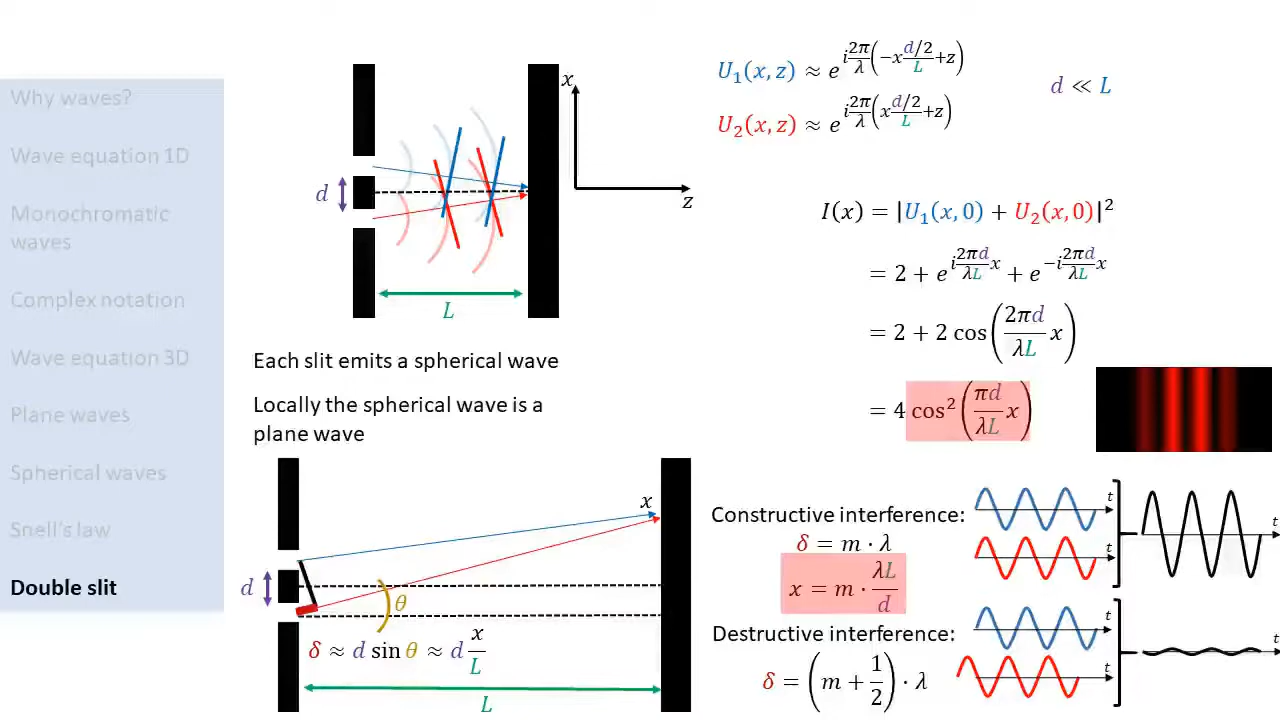 Why waves?
Wave equation 1D
Monochromatic
waves
Complex notation
Wave equation 3D
Plane waves
Spherical waves
Snell's law
Double slit
x
z
d
L
Each slit emits a spherical wave
Locally the spherical wave is a
plane wave
x
d
θ
δ ≈ d sin θ ≈ d x/L
L
U₁(x, z) ≈ e^{i 2π/λ (−x (d/2)/L + z)}
d ≪ L
U₂(x, z) ≈ e^{i 2π/λ (x (d/2)/L + z)}
I(x) = |U₁(x, 0) + U₂(x, 0)|²
= 2 + e^{i 2πd/λL x} + e^{−i 2πd/λL x}
= 2 + 2 cos(2πd/λL x)
= 4 cos²(πd/λL x)
Constructive interference:
δ = m · λ
x = m · λL/d
t
t
t
Destructive interference:
δ = (m + 1/2) · λ
t
t
t